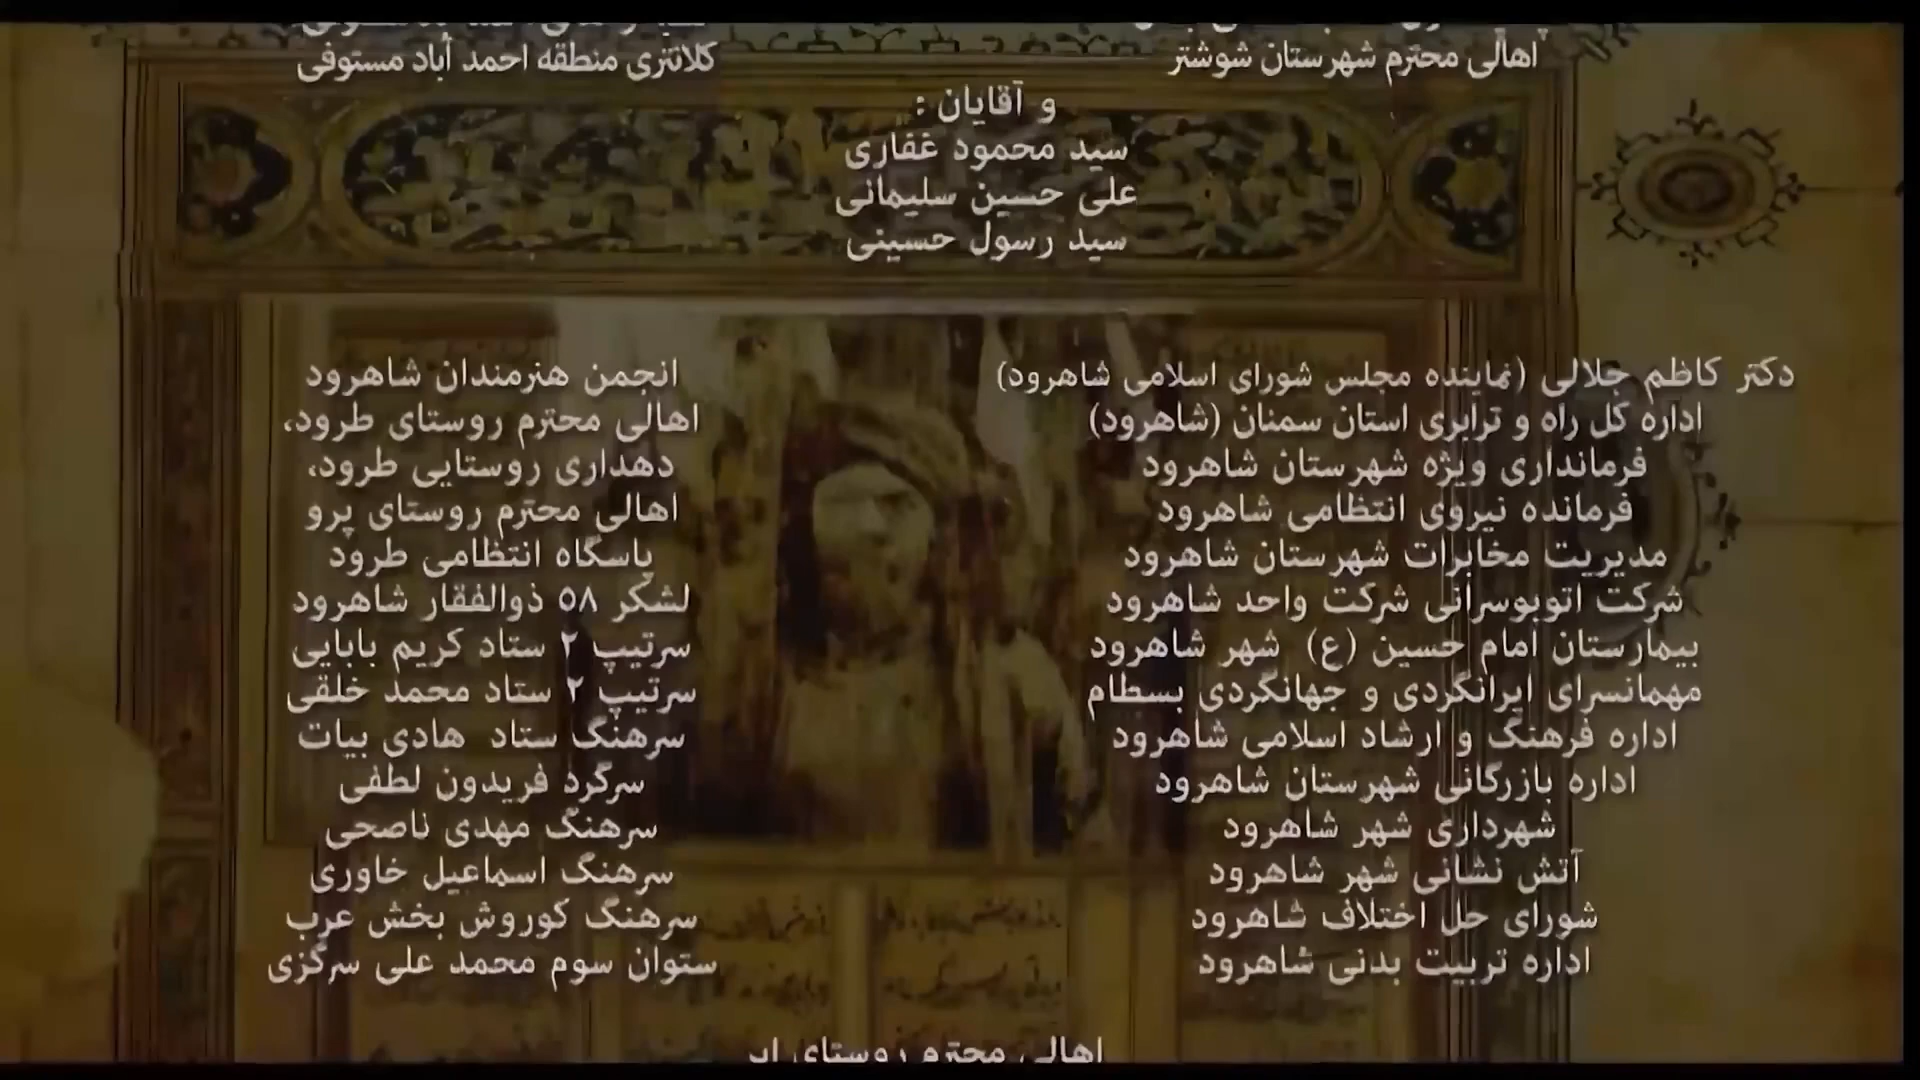 اهالی محترم شهرستان شوشتر
کلانتری منطقه احمد آباد مستوفی
و آقایان :
سید محمود غفاری
علی حسین سلیمانی
سید رسول حسینی
دکتر کاظم جلالی (نماینده مجلس شورای اسلامی شاهرود)
اداره کل راه و ترابری استان سمنان (شاهرود)
فرمانداری ویژه شهرستان شاهرود
فرمانده نیروی انتظامی شاهرود
مدیریت مخابرات شهرستان شاهرود
شرکت اتوبوسرانی شرکت واحد شاهرود
بیمارستان امام حسین (ع) شهر شاهرود
مهمانسرای ایرانگردی و جهانگردی بسطام
اداره فرهنگ و ارشاد اسلامی شاهرود
اداره بازرگانی شهرستان شاهرود
شهرداری شهر شاهرود
آتش نشانی شهر شاهرود
شورای حل اختلاف شاهرود
اداره تربیت بدنی شاهرود
انجمن هنرمندان شاهرود
اهالی محترم روستای طرود،
دهداری روستایی طرود،
اهالی محترم روستای پرو
پاسگاه انتظامی طرود
لشکر ۵۸ ذوالفقار شاهرود
سرتیپ ۲ ستاد کریم بابایی
سرتیپ ۲ ستاد محمد خلقی
سرهنگ ستاد هادی بیات
سرگرد فریدون لطفی
سرهنگ مهدی ناصحی
سرهنگ اسماعیل خاوری
سرهنگ کوروش بخش عرب
ستوان سوم محمد علی سرگزی
اهالی محترم روستای